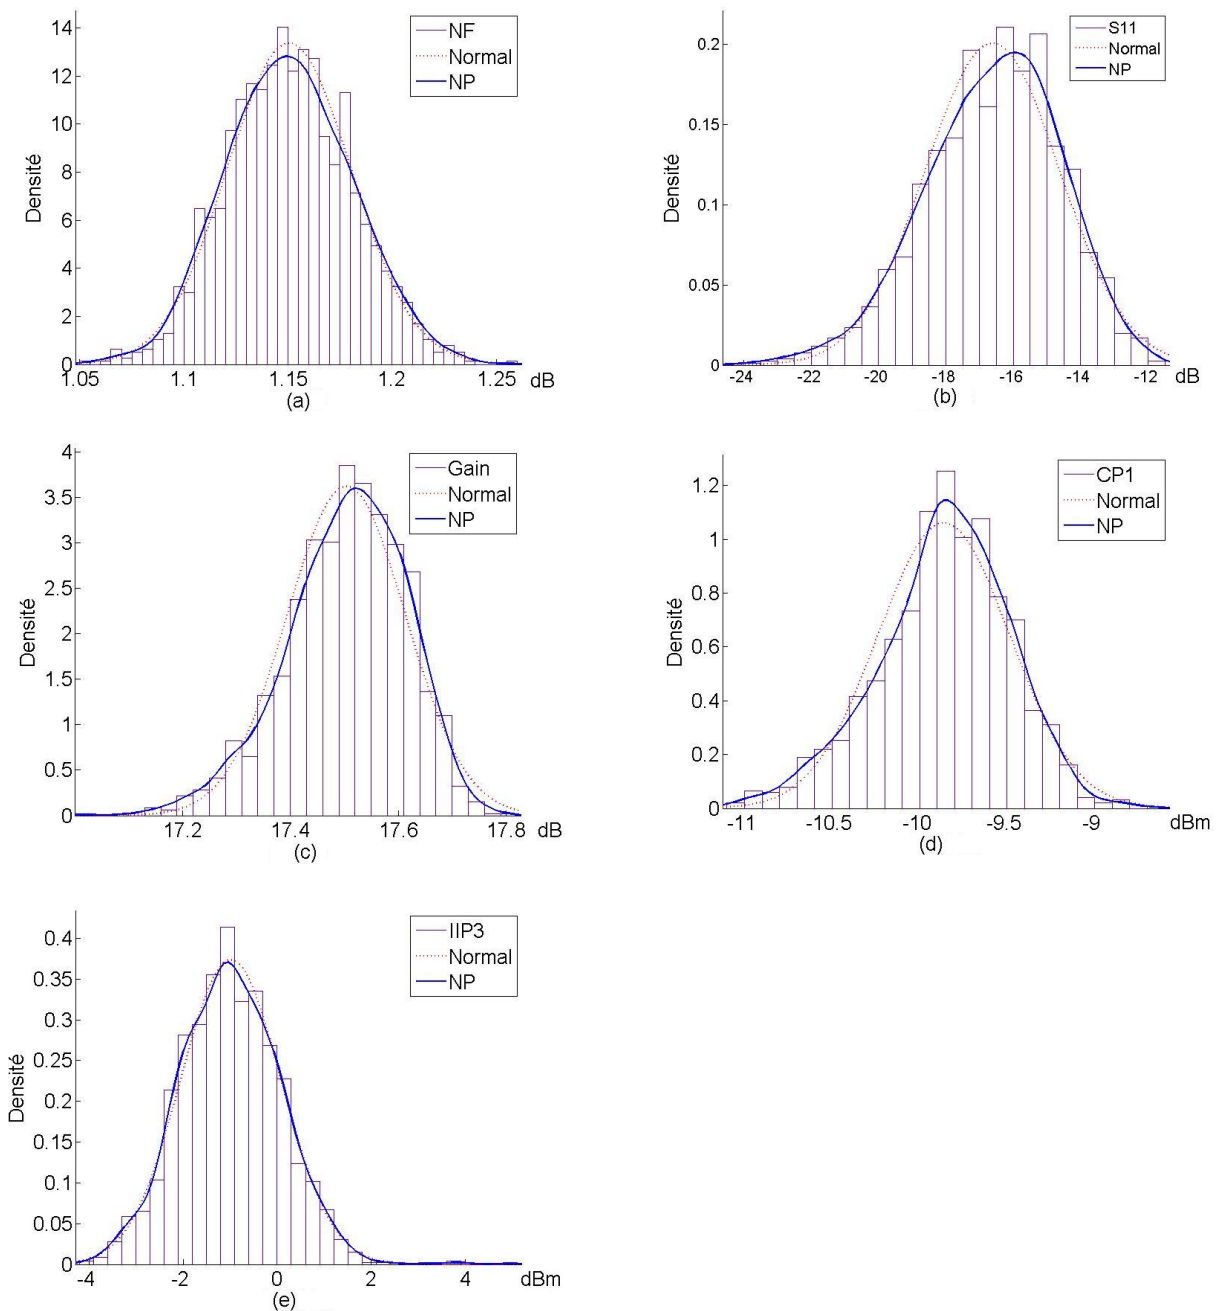 14
12
10
8
6
4
2
0
Densité
NF
Normal
NP
1.05
1.1
1.15
1.2
1.25
dB
(a)
0.2
0.15
0.1
0.05
0
Densité
S11
Normal
NP
-24
-22
-20
-18
-16
-14
-12
dB
(b)
4
3.5
3
2.5
2
1.5
1
0.5
0
Densité
Gain
Normal
NP
17.2
17.4
17.6
17.8
dB
(c)
1.2
1
0.8
0.6
0.4
0.2
0
Densité
CP1
Normal
NP
-11
-10.5
-10
-9.5
-9
dBm
(d)
0.4
0.35
0.3
0.25
0.2
0.15
0.1
0.05
0
Densité
IIP3
Normal
NP
-4
-2
0
2
4
dBm
(e)